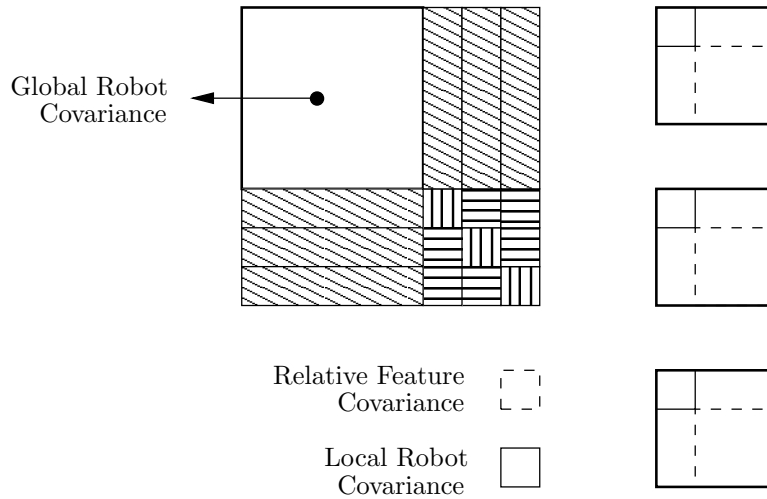 Global Robot
Covariance
Relative Feature
Covariance
Local Robot
Covariance